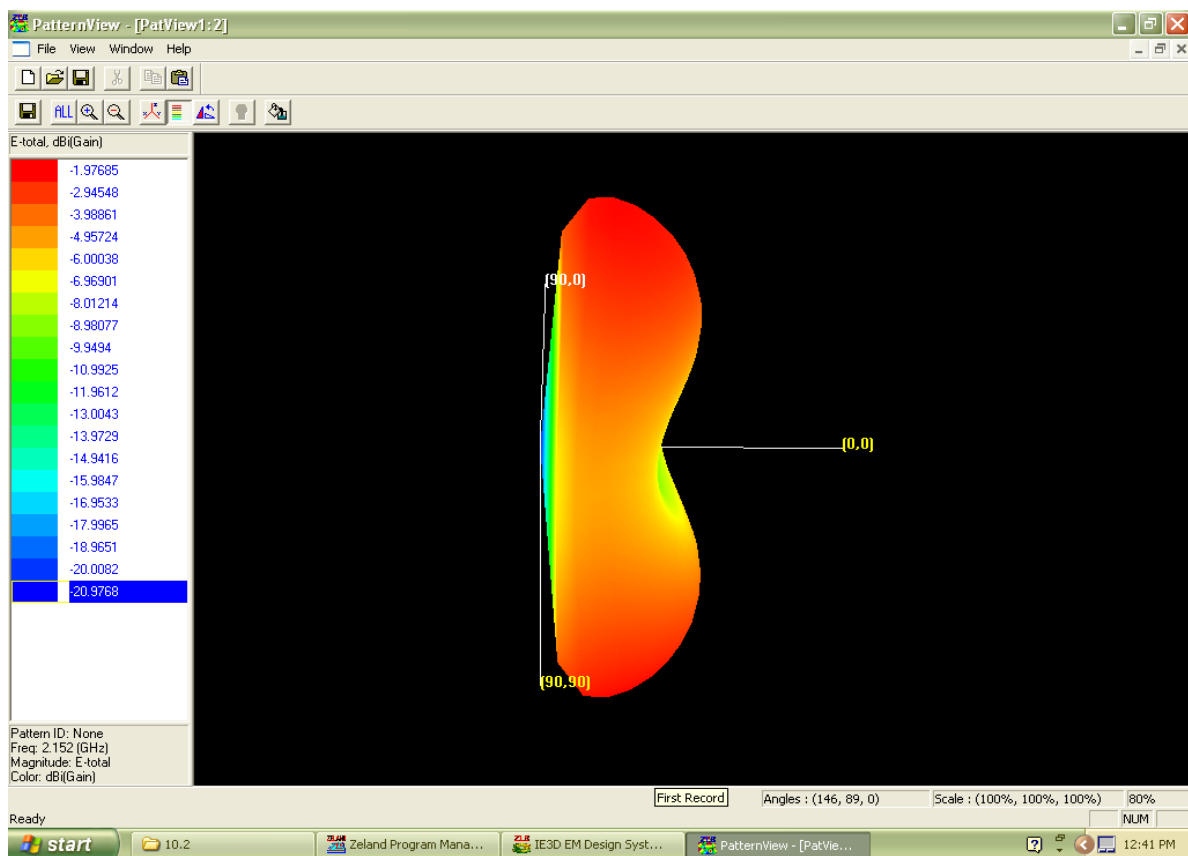 PatternView - [PatView1:2]
File View Window Help
ALL
E-total, dBi(Gain)
-1.97685
-2.94548
-3.98861
-4.95724
-6.00038
-6.96901
-8.01214
-8.98077
-9.9494
-10.9925
-11.9612
-13.0043
-13.9729
-14.9416
-15.9847
-16.9533
-17.9965
-18.9651
-20.0082
-20.9768
(90,0)
(0,0)
(90,90)
Pattern ID: None
Freq: 2.152 (GHz)
Magnitude: E-total
Color: dBi(Gain)
First Record
Angles : (146, 89, 0)
Scale : (100%, 100%, 100%)
80%
Ready
NUM
start
10.2
Zeland Program Mana...
IE3D EM Design Syst...
PatternView - [PatVie...
12:41 PM